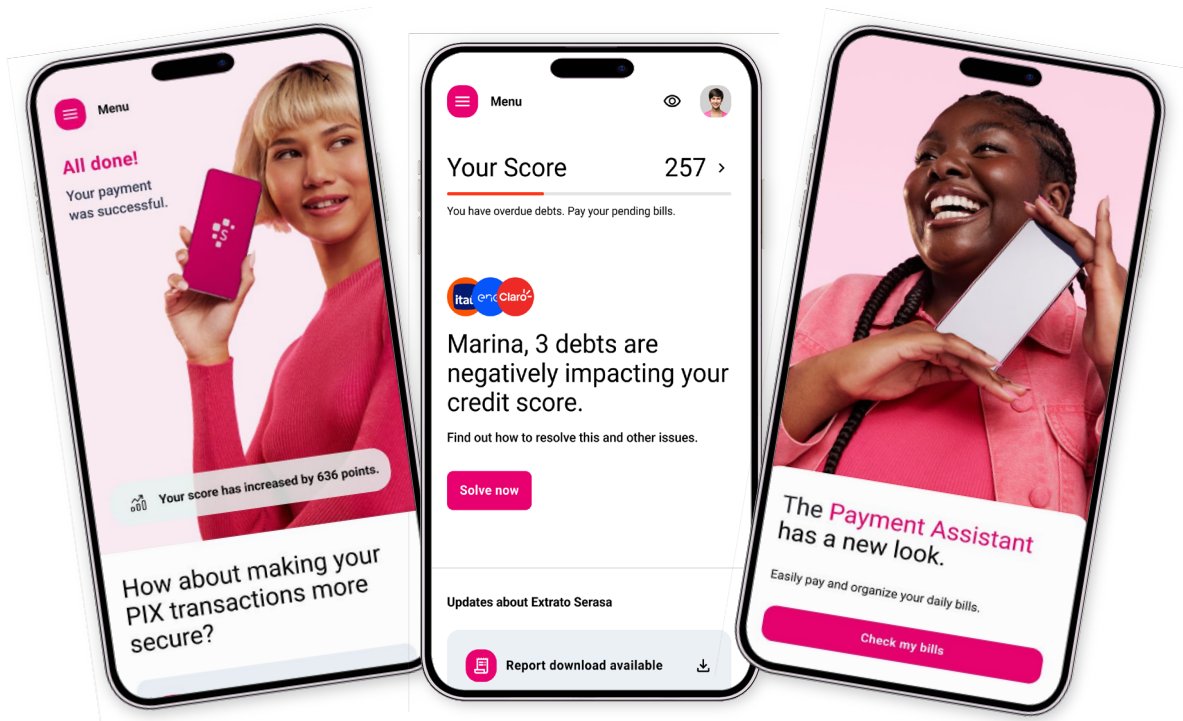 Menu
All done!
Your payment
was successful.
Your score has increased by 636 points.
How about making your
PIX transactions more
secure?
Menu
Your Score
257
You have overdue debts. Pay your pending bills.
itaú
Claro
Marina, 3 debts are
negatively impacting your
credit score.
Find out how to resolve this and other issues.
Solve now
Updates about Extrato Serasa
Report download available
The Payment Assistant
has a new look.
Easily pay and organize your daily bills.
Check my bills